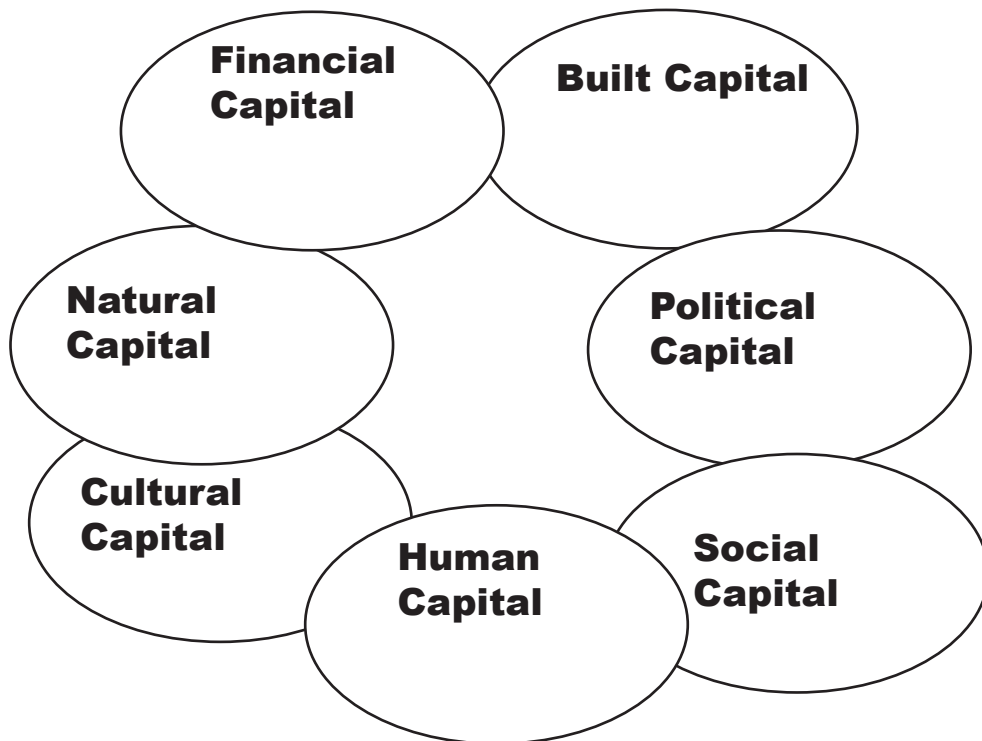 Financial
Capital
Built Capital
Natural
Capital
Political
Capital
Cultural
Capital
Human
Capital
Social
Capital